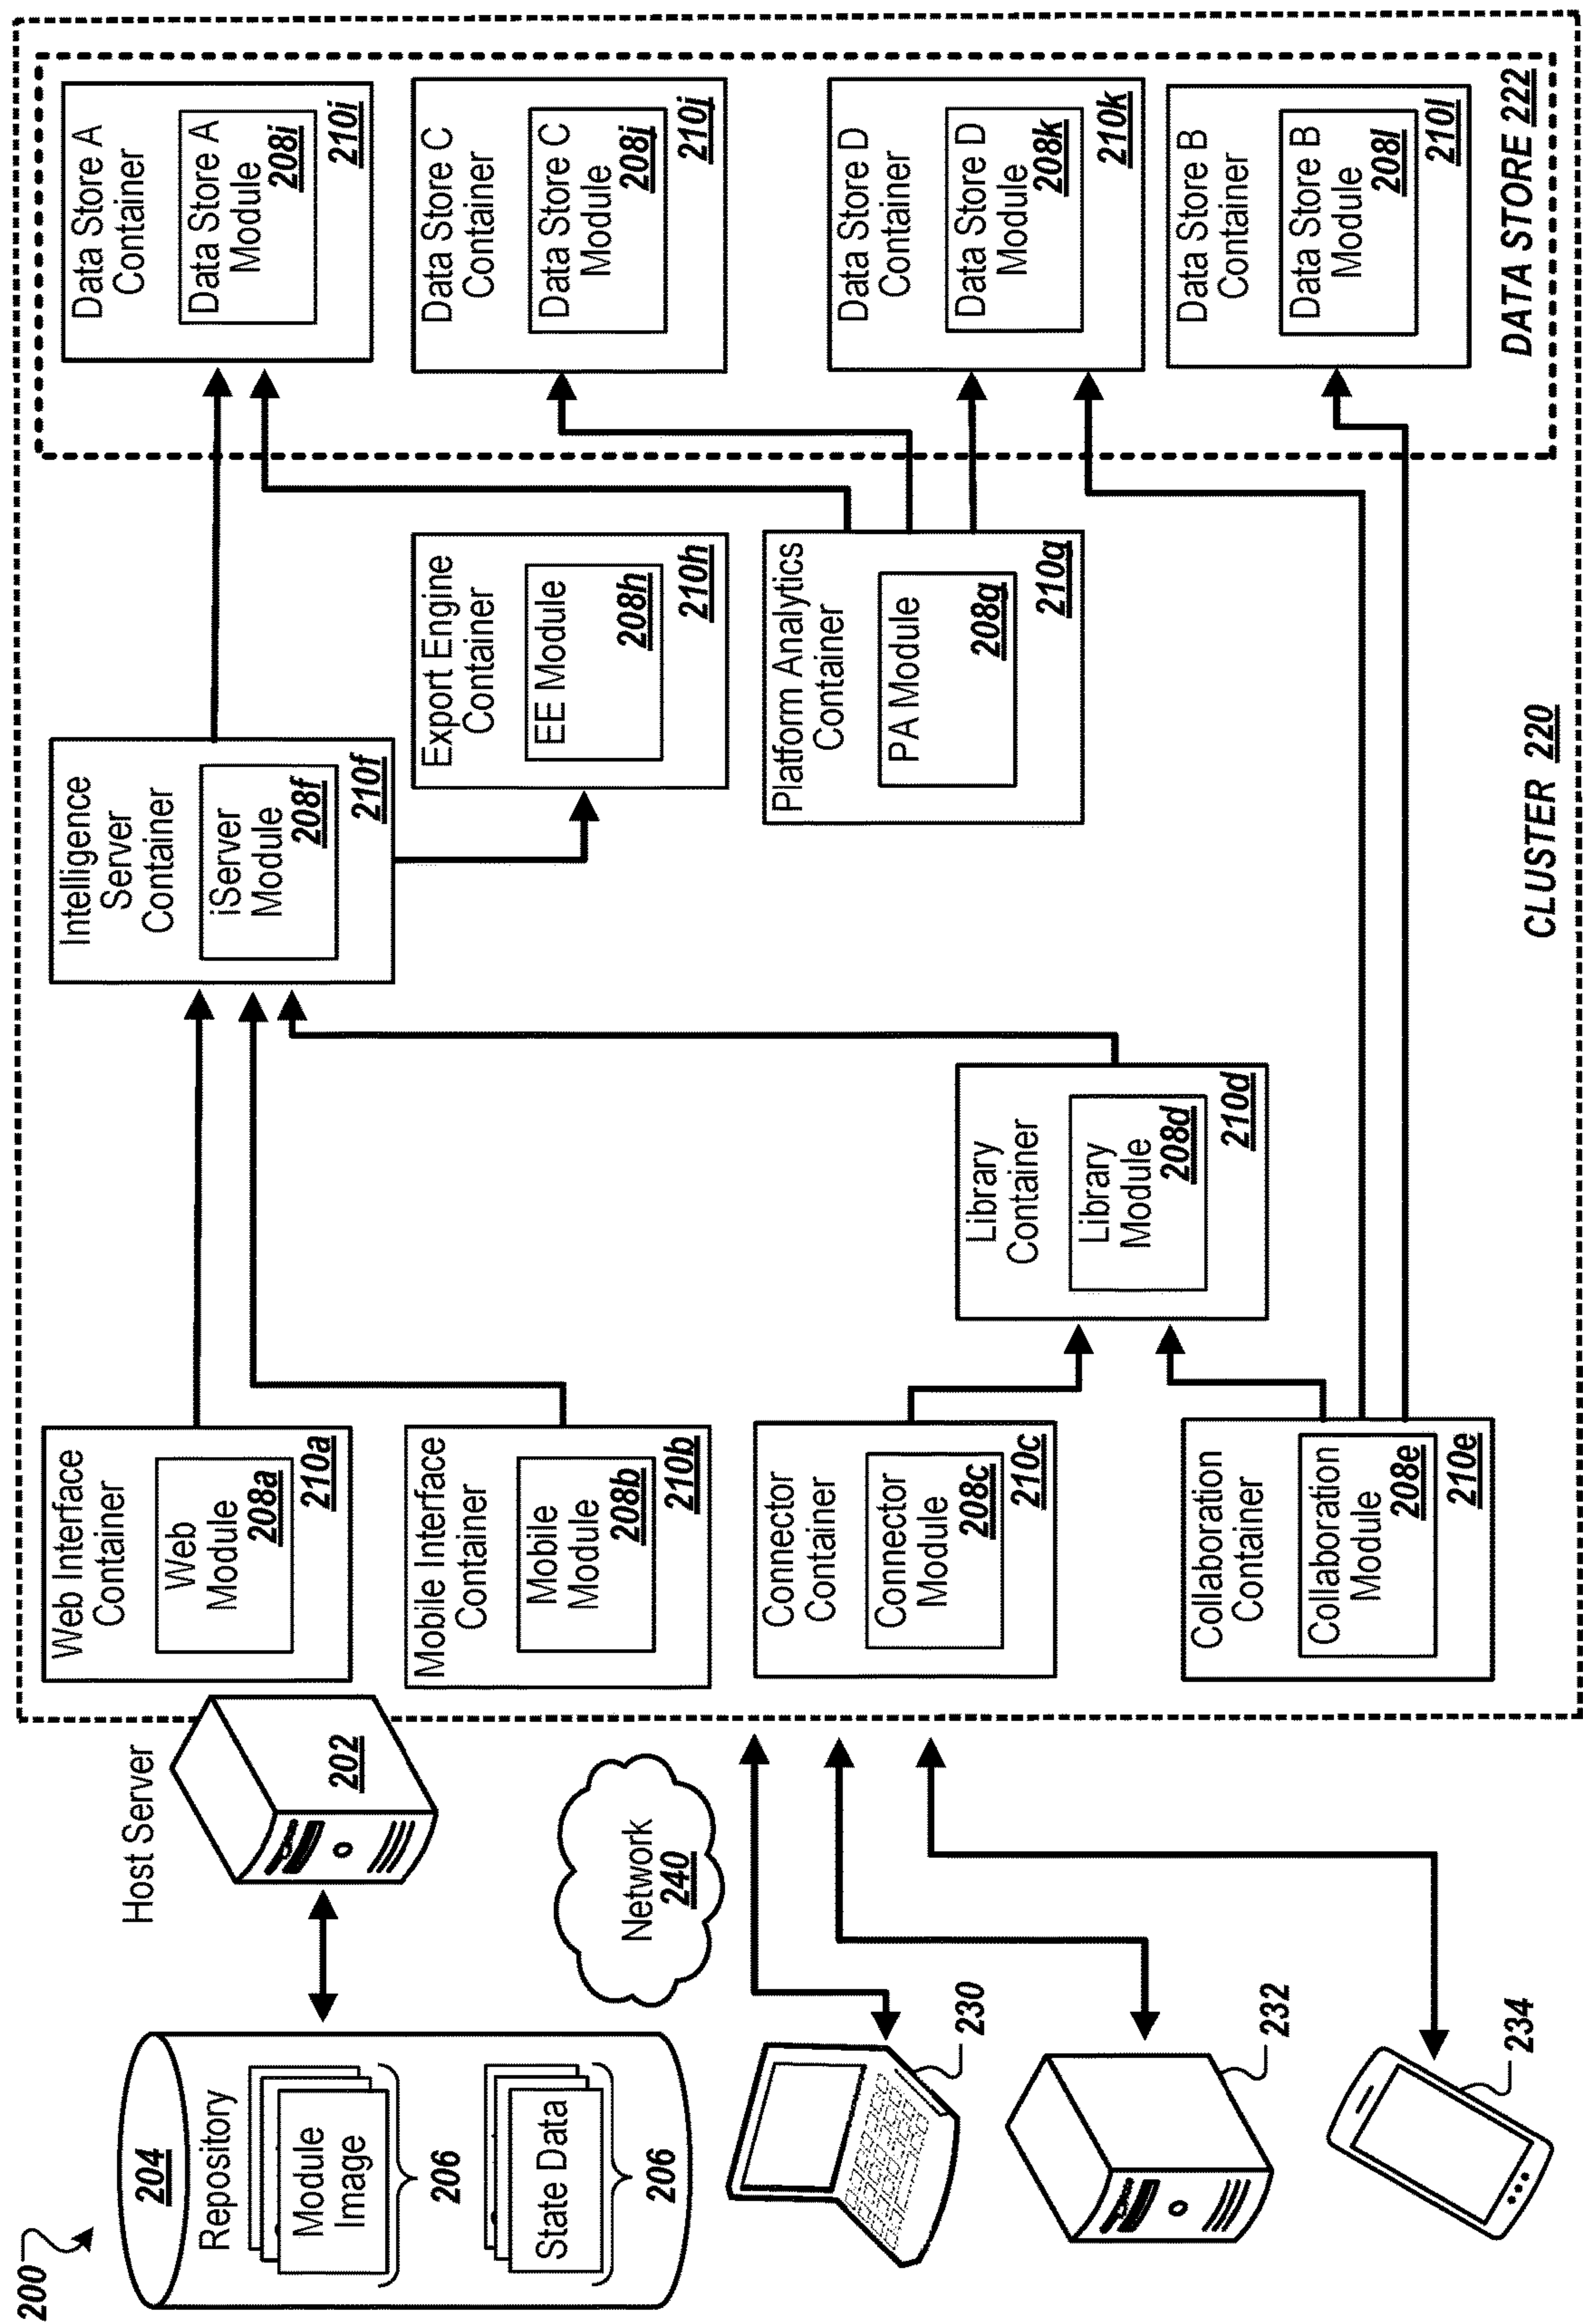 200
204
Repository
Module
Image
206
State Data
206
Host Server
202
Network
240
230
232
234
Web Interface
Container
Web
Module
208a
210a
Mobile Interface
Container
Mobile
Module
208b
210b
Connector
Container
Connector
Module
208c
210c
Collaboration
Container
Collaboration
Module
208e
210e
Library
Container
Library
Module
208d
210d
Intelligence
Server
Container
iServer
Module
208f
210f
Export Engine
Container
EE Module
208h
210h
Platform Analytics
Container
PA Module
208g
210g
Data Store A
Container
Data Store A
Module
208i
210i
Data Store C
Container
Data Store C
Module
208j
210j
Data Store D
Container
Data Store D
Module
208k
210k
Data Store B
Container
Data Store B
Module
208l
210l
DATA STORE 222
CLUSTER 220